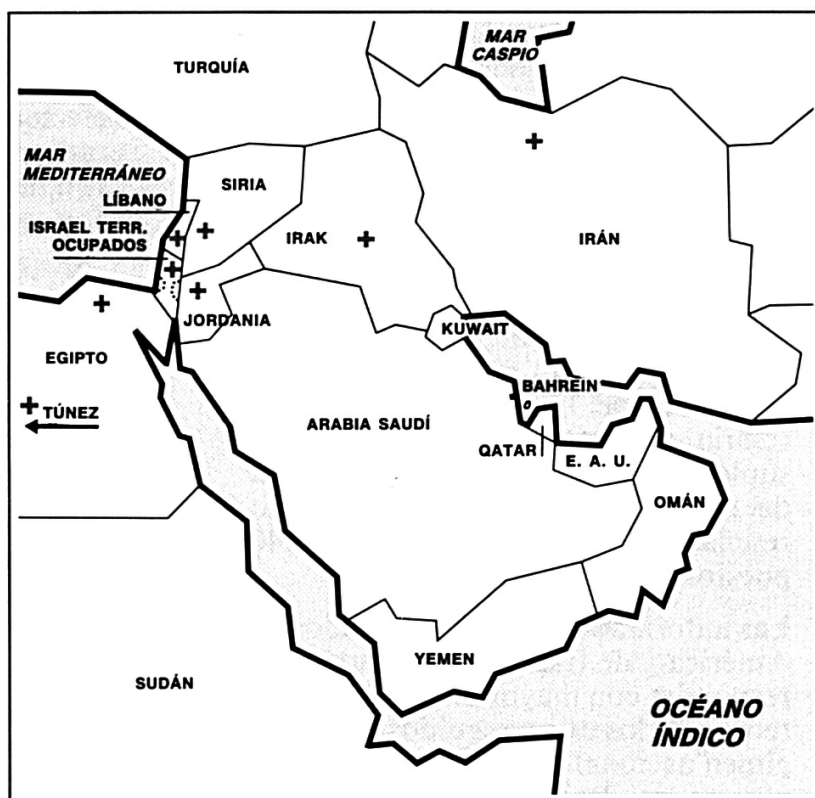 MAR
CASPIO
TURQUÍA
MAR
MEDITERRÁNEO
SIRIA
LÍBANO
ISRAEL TERR.
OCUPADOS
IRAK
IRÁN
JORDANIA
KUWAIT
EGIPTO
BAHREIN
TÚNEZ
ARABIA SAUDÍ
QATAR
E. A. U.
OMÁN
YEMEN
SUDÁN
OCÉANO
ÍNDICO